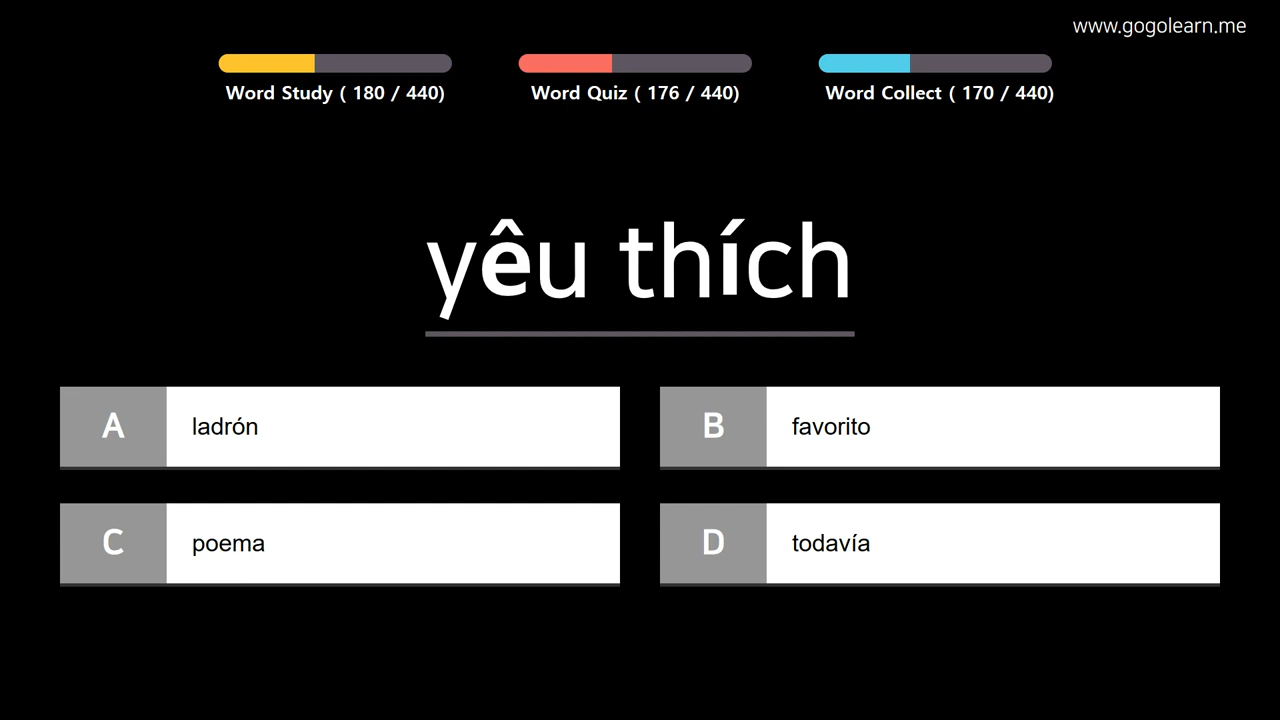 www.gogolearn.me
Word Study ( 180 / 440)
Word Quiz ( 176 / 440)
Word Collect ( 170 / 440)
yêu thích
A ladrón
B favorito
C poema
D todavía